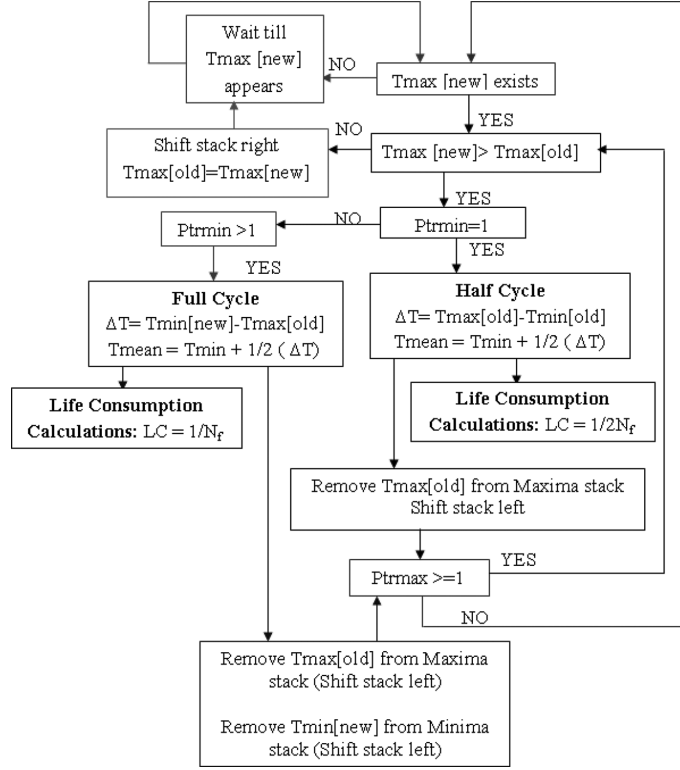 Wait till
Tmax [new]
appears
NO
Tmax [new] exists
YES
Shift stack right
Tmax[old]=Tmax[new]
NO
Tmax [new]> Tmax[old]
YES
Ptrmin >1
NO
Ptrmin=1
YES
YES
Full Cycle
ΔT= Tmin[new]-Tmax[old]
Tmean = Tmin + 1/2 ( ΔT)
Half Cycle
ΔT= Tmax[old]-Tmin[old]
Tmean = Tmin + 1/2 ( ΔT)
Life Consumption
Calculations: LC = 1/Nf
Life Consumption
Calculations: LC = 1/2Nf
Remove Tmax[old] from Maxima stack
Shift stack left
Ptrmax >=1
YES
NO
Remove Tmax[old] from Maxima
stack (Shift stack left)
Remove Tmin[new] from Minima
stack (Shift stack left)